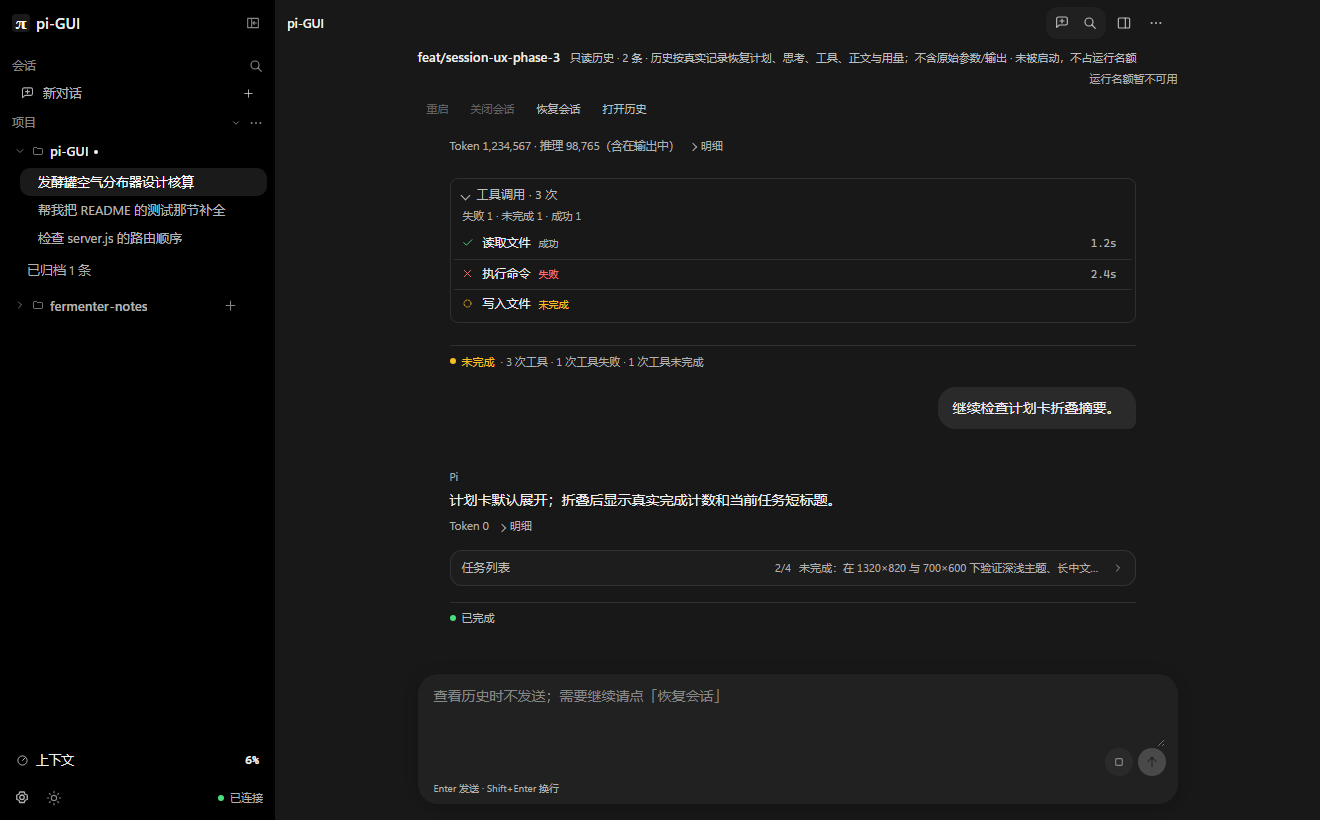 π pi-GUI
会话
新对话
项目
pi-GUI
发酵罐空气分布器设计核算
帮我把 README 的测试那节补全
检查 server.js 的路由顺序
已归档 1 条
fermenter-notes
上下文 6%
已连接
pi-GUI
feat/session-ux-phase-3 只读历史 · 2 条 · 历史按真实记录恢复计划、思考、工具、正文与用量；不含原始参数/输出 · 未被启动，不占运行名额
运行名额暂不可用
重启 关闭会话 恢复会话 打开历史
Token 1,234,567 · 推理 98,765（含在输出中） 明细
工具调用 · 3 次
失败 1 · 未完成 1 · 成功 1
读取文件 成功 1.2s
执行命令 失败 2.4s
写入文件 未完成
未完成 · 3 次工具 · 1 次工具失败 · 1 次工具未完成
继续检查计划卡折叠摘要。
Pi
计划卡默认展开；折叠后显示真实完成计数和当前任务短标题。
Token 0 明细
任务列表 2/4 未完成：在 1320×820 与 700×600 下验证深浅主题、长中文...
已完成
查看历史时不发送；需要继续请点「恢复会话」
Enter 发送 · Shift+Enter 换行